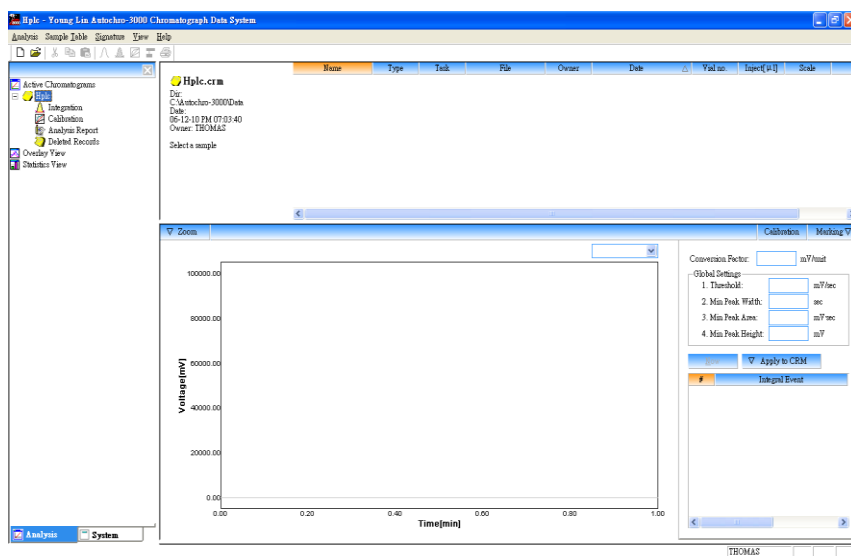 Hplc - Young Lin Autochro-3000 Chromatograph Data System
Analysis Sample Table Signature View Help
Active Chromatograms
Hplc
Integration
Calibration
Analysis Report
Deleted Records
Overlay View
Statistics View
Analysis System
Hplc.crm
Dir:
C:\Autochro-3000\Data
Date:
06-12-10 PM 07:03:40
Owner: THOMAS
Select a sample
Name Type Task File Owner Date Vial no. Inject[µl] Scale
Zoom Calibration Marking
100000.00
80000.00
60000.00
40000.00
20000.00
0.00
Voltage[mV]
0.00 0.20 0.40 0.60 0.80 1.00
Time[min]
Conversion Factor: mV/unit
Global Settings
1. Threshold: mV/sec
2. Min Peak Width: sec
3. Min Peak Area: mV sec
4. Min Peak Height: mV
Apply to CRM
# Integral Event
THOMAS